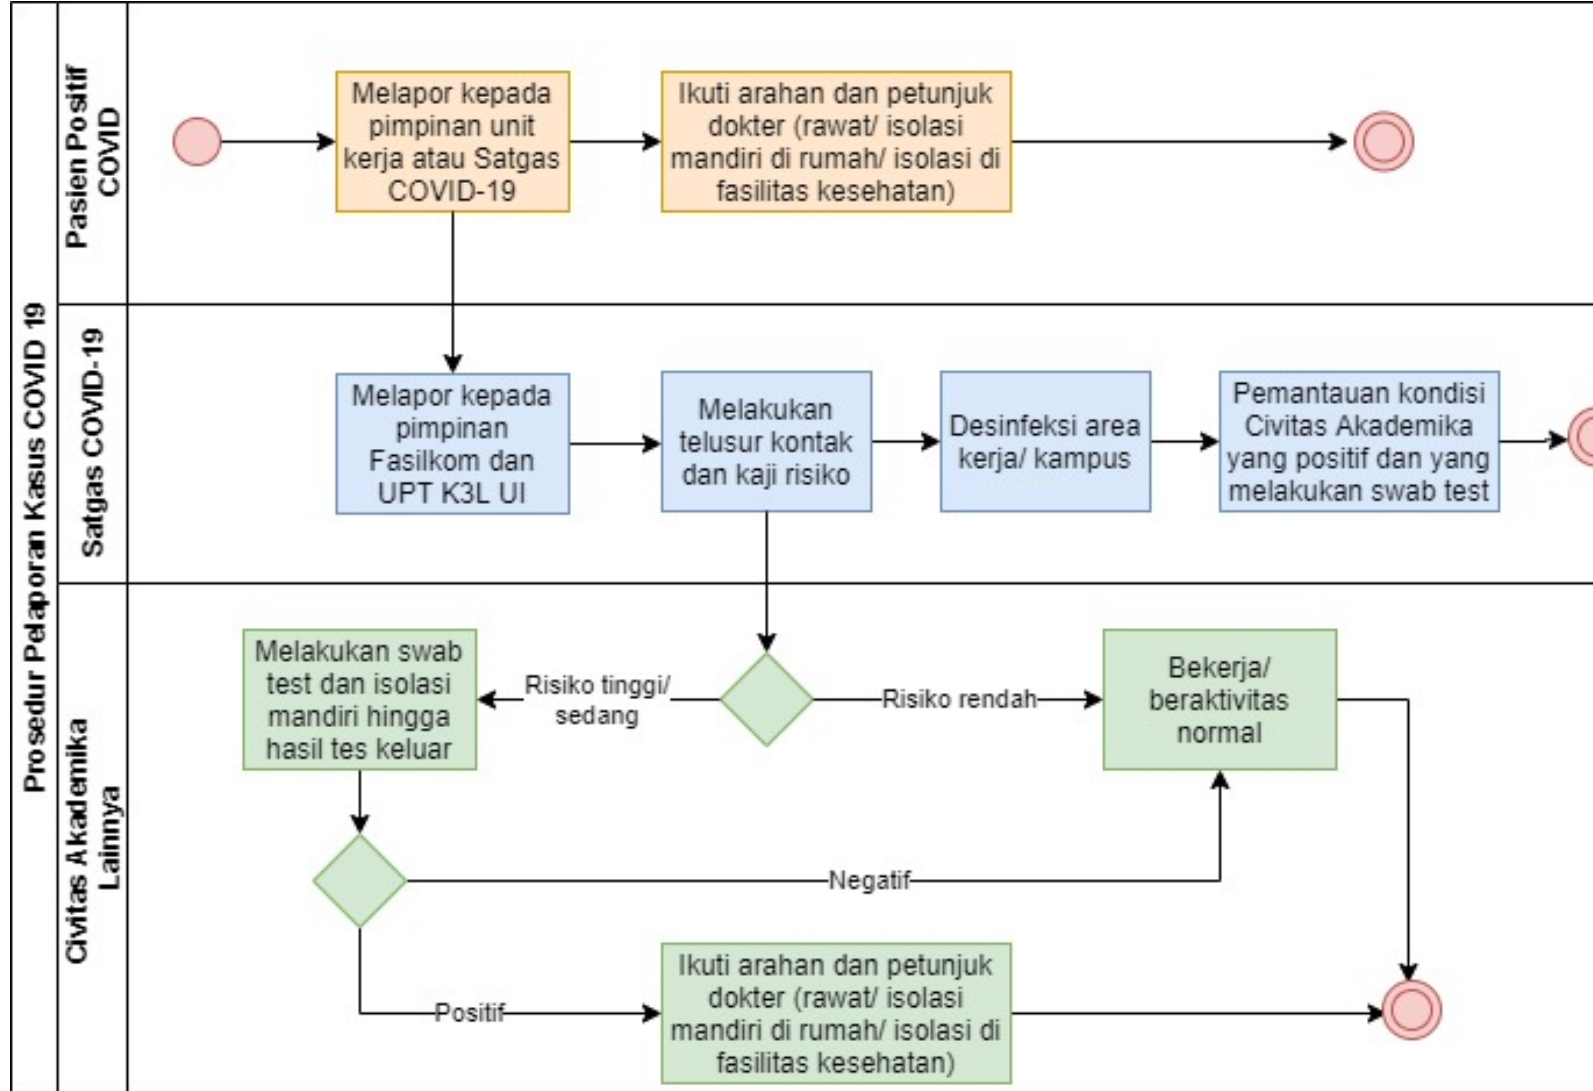 Prosedur Pelaporan Kasus COVID 19
Pasien Positif
COVID
Melapor kepada
pimpinan unit
kerja atau Satgas
COVID-19
Ikuti arahan dan petunjuk
dokter (rawat/ isolasi
mandiri di rumah/ isolasi di
fasilitas kesehatan)
Satgas COVID-19
Melapor kepada
pimpinan
Fasilkom dan
UPT K3L UI
Melakukan
telusur kontak
dan kaji risiko
Desinfeksi area
kerja/ kampus
Pemantauan kondisi
Civitas Akademika
yang positif dan yang
melakukan swab test
Civitas Akademika
Lainnya
Melakukan swab
test dan isolasi
mandiri hingga
hasil tes keluar
Risiko tinggi/
sedang
Risiko rendah
Bekerja/
beraktivitas
normal
Negatif
Positif
Ikuti arahan dan petunjuk
dokter (rawat/ isolasi
mandiri di rumah/ isolasi di
fasilitas kesehatan)